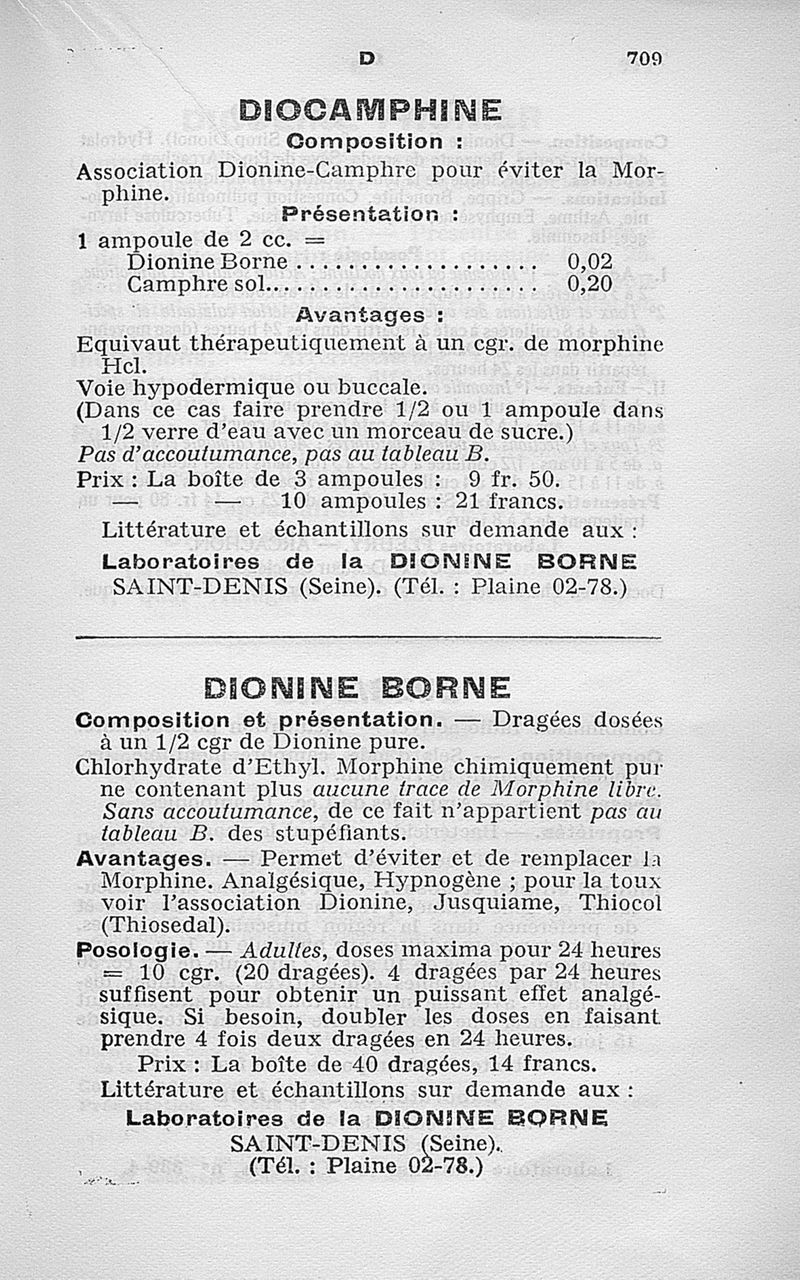 D 709
DIOCAMPHINE
Composition :
Association Dionine-Camphre pour éviter la Mor-
phine.
Présentation :
1 ampoule de 2 cc. =
Dionine Borne . . . . . . . . . . . . . . . . . . . 0,02
Camphre sol. . . . . . . . . . . . . . . . . . . . . 0,20
Avantages :
Equivaut thérapeutiquement à un cgr. de morphine
Hcl.
Voie hypodermique ou buccale.
(Dans ce cas faire prendre 1/2 ou 1 ampoule dans
1/2 verre d'eau avec un morceau de sucre.)
Pas d'accoutumance, pas au tableau B.
Prix : La boîte de 3 ampoules : 9 fr. 50.
— — 10 ampoules : 21 francs.
Littérature et échantillons sur demande aux :
Laboratoires de la DIONINE BORNE
SAINT-DENIS (Seine). (Tél. : Plaine 02-78.)
DIONINE BORNE
Composition et présentation. — Dragées dosées
à un 1/2 cgr de Dionine pure.
Chlorhydrate d'Ethyl. Morphine chimiquement pur
ne contenant plus aucune trace de Morphine libre.
Sans accoutumance, de ce fait n'appartient pas au
tableau B. des stupéfiants.
Avantages. — Permet d'éviter et de remplacer la
Morphine. Analgésique, Hypnogène ; pour la toux
voir l'association Dionine, Jusquiame, Thiocol
(Thiosedal).
Posologie. — Adultes, doses maxima pour 24 heures
= 10 cgr. (20 dragées). 4 dragées par 24 heures
suffisent pour obtenir un puissant effet analgé-
sique. Si besoin, doubler les doses en faisant
prendre 4 fois deux dragées en 24 heures.
Prix : La boîte de 40 dragées, 14 francs.
Littérature et échantillons sur demande aux :
Laboratoires de la DIONINE BORNE
SAINT-DENIS (Seine).
(Tél. : Plaine 02-78.)